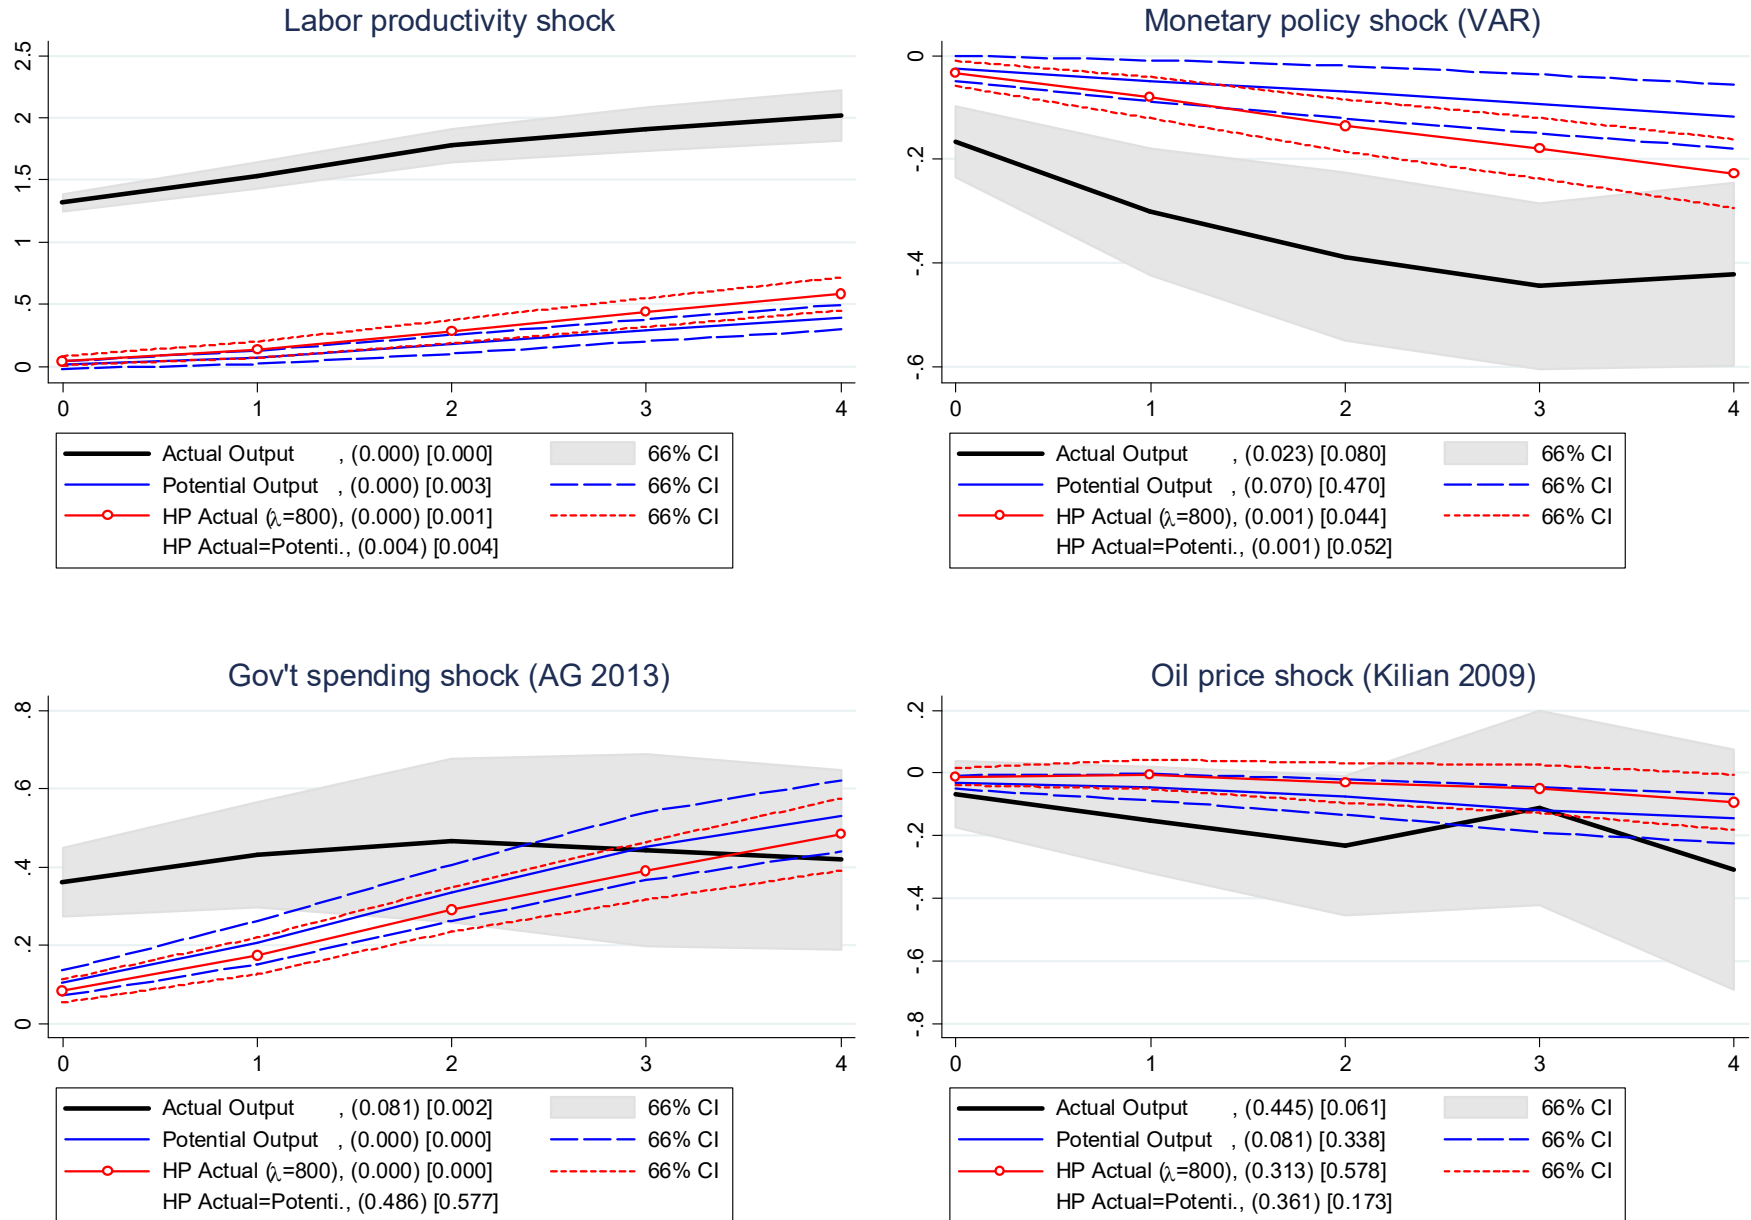 Labor productivity shock
2.5
2
1.5
1
.5
0
0 1 2 3 4
Actual Output , (0.000) [0.000] 66% CI
Potential Output , (0.000) [0.003] 66% CI
HP Actual (λ=800), (0.000) [0.001] 66% CI
HP Actual=Potenti., (0.004) [0.004]
Monetary policy shock (VAR)
0
-.2
-.4
-.6
0 1 2 3 4
Actual Output , (0.023) [0.080] 66% CI
Potential Output , (0.070) [0.470] 66% CI
HP Actual (λ=800), (0.001) [0.044] 66% CI
HP Actual=Potenti., (0.001) [0.052]
Gov't spending shock (AG 2013)
.8
.6
.4
.2
0
0 1 2 3 4
Actual Output , (0.081) [0.002] 66% CI
Potential Output , (0.000) [0.000] 66% CI
HP Actual (λ=800), (0.000) [0.000] 66% CI
HP Actual=Potenti., (0.486) [0.577]
Oil price shock (Kilian 2009)
.2
0
-.2
-.4
-.6
-.8
0 1 2 3 4
Actual Output , (0.445) [0.061] 66% CI
Potential Output , (0.081) [0.338] 66% CI
HP Actual (λ=800), (0.313) [0.578] 66% CI
HP Actual=Potenti., (0.361) [0.173]